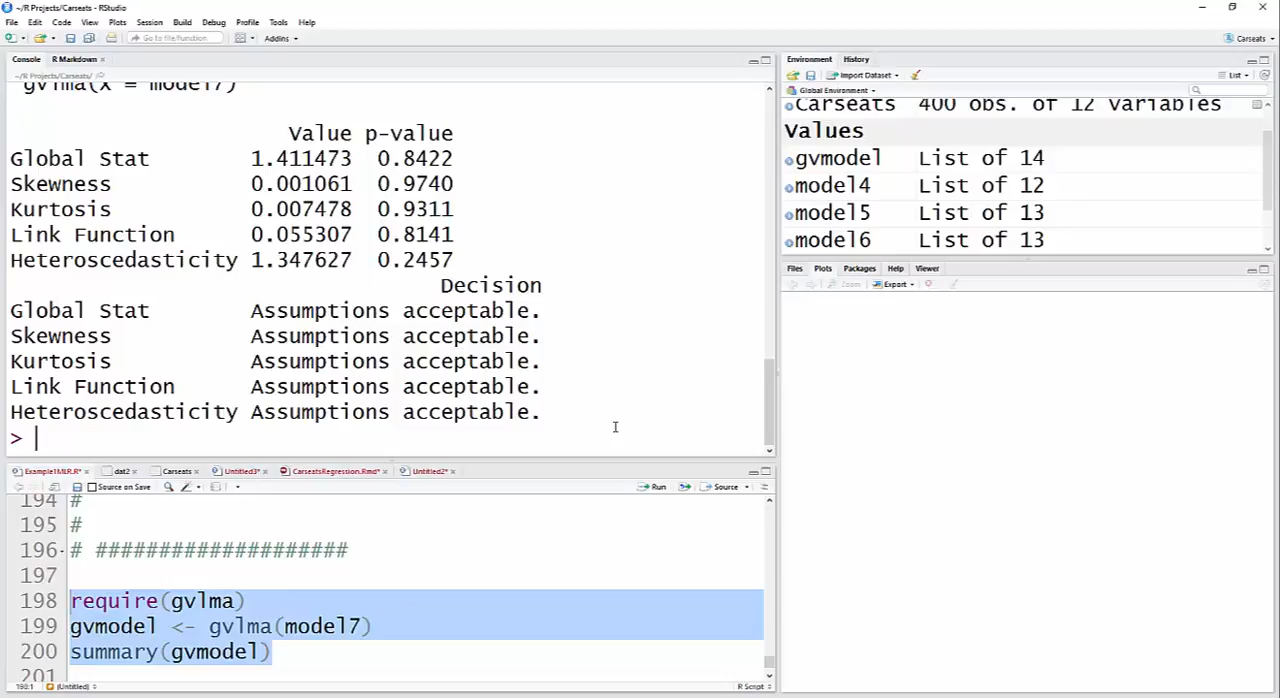 ~/R Projects/Carseats - RStudio
File Edit Code View Plots Session Build Debug Profile Tools Help
Go to file/function Addins Carseats
Console R Markdown ×
~/R Projects/Carseats/
gvlma(x = model7)
Value p-value
Global Stat 1.411473 0.8422
Skewness 0.001061 0.9740
Kurtosis 0.007478 0.9311
Link Function 0.055307 0.8141
Heteroscedasticity 1.347627 0.2457
Decision
Global Stat Assumptions acceptable.
Skewness Assumptions acceptable.
Kurtosis Assumptions acceptable.
Link Function Assumptions acceptable.
Heteroscedasticity Assumptions acceptable.
>
Example1MLR.R* × dat2 × Carseats × Untitled3* × CarseatsRegression.Rmd* × Untitled2* ×
Source on Save Run Source
194 #
195 #
196 # ####################
197
198 require(gvlma)
199 gvmodel <- gvlma(model7)
200 summary(gvmodel)
201
190:1 (Untitled) R Script
Environment History
Import Dataset List
Global Environment
Carseats 400 obs. of 12 variables
Values
gvmodel List of 14
model4 List of 12
model5 List of 13
model6 List of 13
Files Plots Packages Help Viewer
Zoom Export